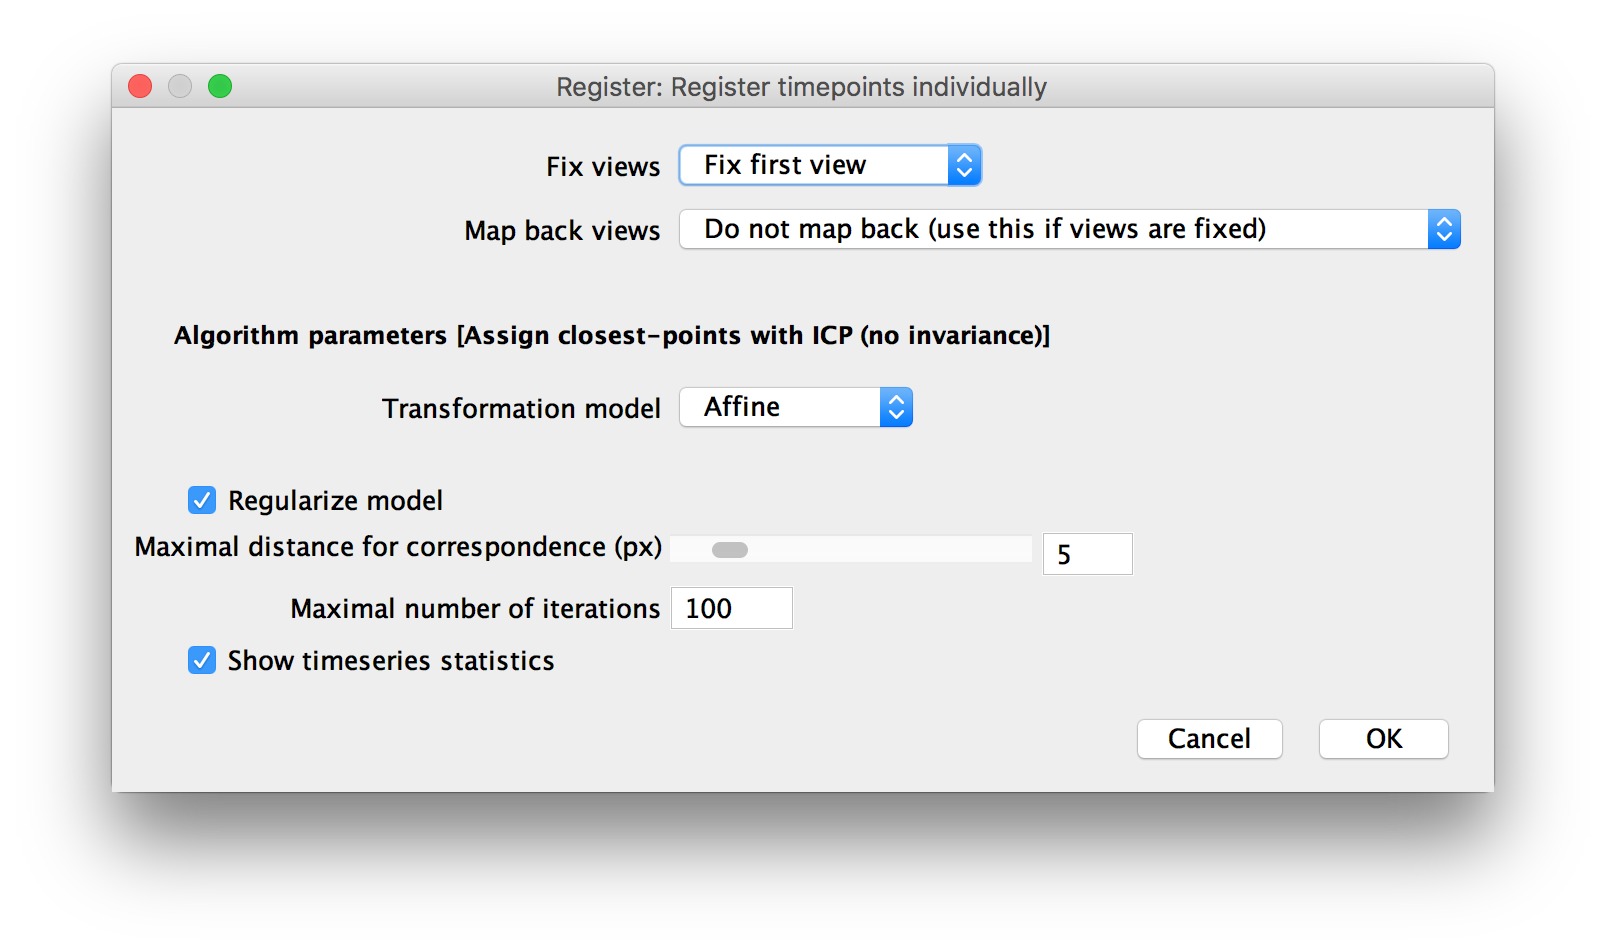 Register: Register timepoints individually
Fix views Fix first view
Map back views Do not map back (use this if views are fixed)
Algorithm parameters [Assign closest-points with ICP (no invariance)]
Transformation model Affine
Regularize model
Maximal distance for correspondence (px) 5
Maximal number of iterations 100
Show timeseries statistics
Cancel OK